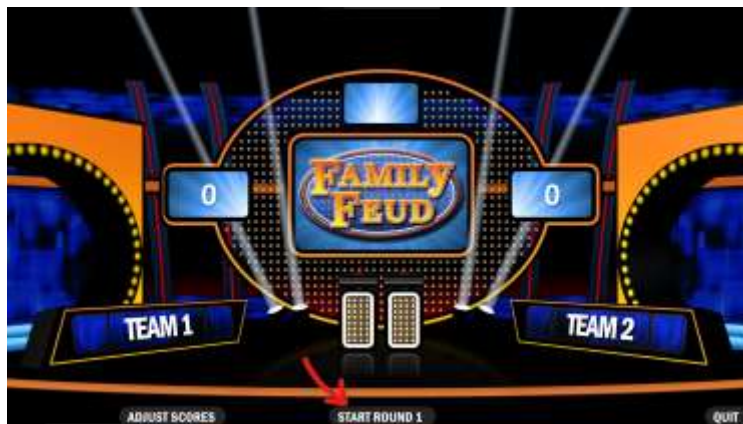 FAMILY
FEUD
0
0
TEAM 1
TEAM 2
ADJUST SCORES
START ROUND 1
QUIT